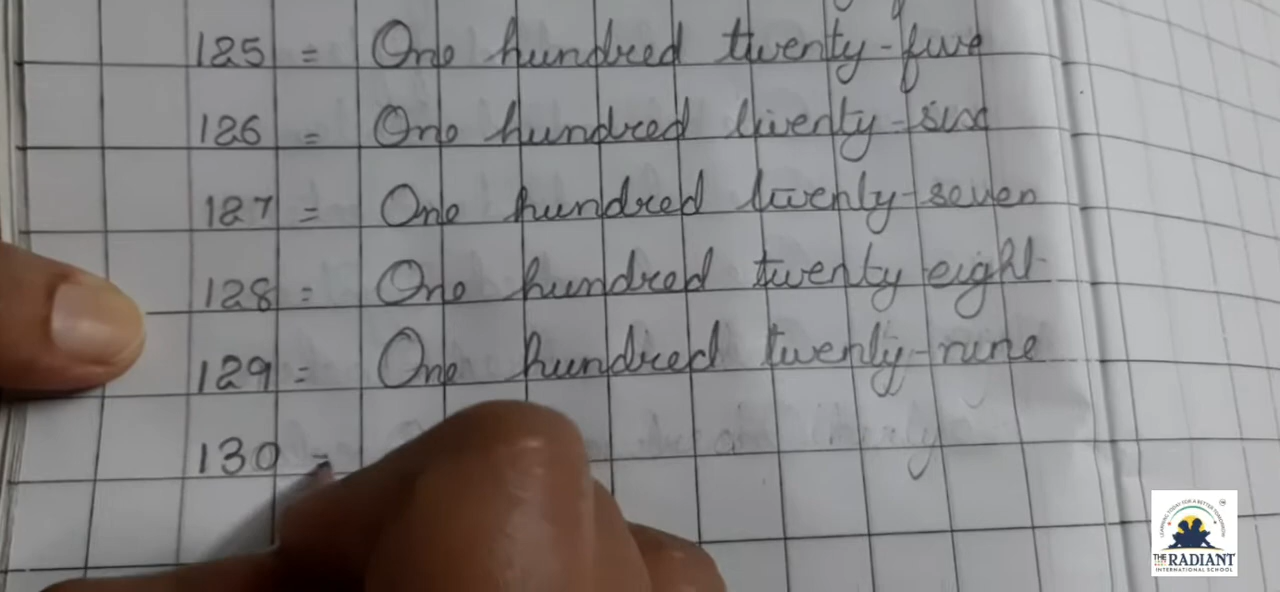 125 = One hundred twenty-five
126 = One hundred twenty-six
127 = One hundred twenty-seven
128 = One hundred twenty eight
129 = One hundred twenty-nine
130 =
THE RADIANT
INTERNATIONAL SCHOOL